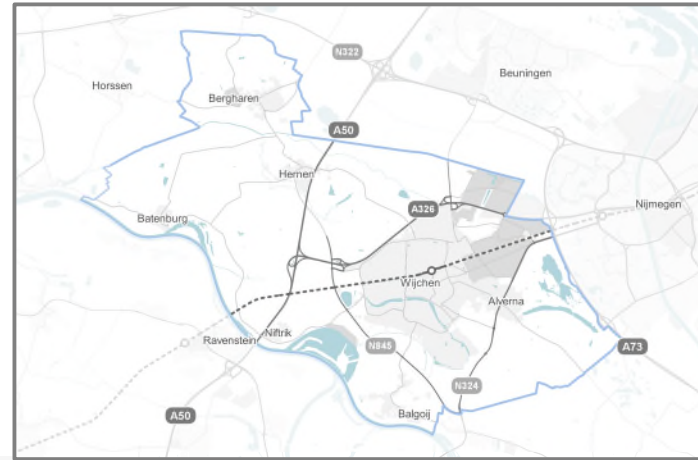 N322
Beuningen
Horssen
Bergharen
A50
Hernen
Nijmegen
A326
Batenburg
Wijchen
Alverna
Niftrik
Ravenstein
N845
A73
N324
A50
Balgoij